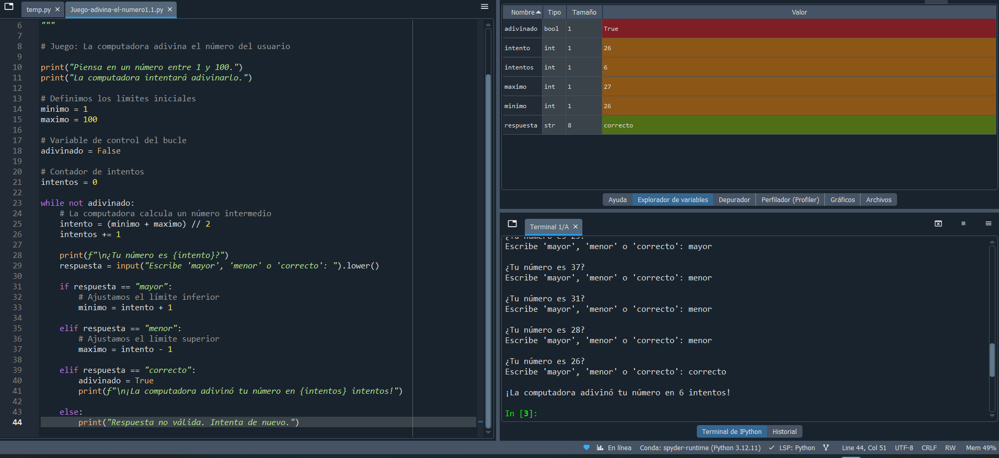 temp.py
Juego-adivina-el-numero1.1.py
6 """
7
8 # Juego: La computadora adivina el número del usuario
9
10 print("Piensa en un número entre 1 y 100.")
11 print("La computadora intentará adivinarlo.")
12
13 # Definimos los límites iniciales
14 minimo = 1
15 maximo = 100
16
17 # Variable de control del bucle
18 adivinado = False
19
20 # Contador de intentos
21 intentos = 0
22
23 while not adivinado:
24     # La computadora calcula un número intermedio
25     intento = (minimo + maximo) // 2
26     intentos += 1
27
28     print(f"\n¿Tu número es {intento}?")
29     respuesta = input("Escribe 'mayor', 'menor' o 'correcto': ").lower()
30
31     if respuesta == "mayor":
32         # Ajustamos el límite inferior
33         minimo = intento + 1
34
35     elif respuesta == "menor":
36         # Ajustamos el límite superior
37         maximo = intento - 1
38
39     elif respuesta == "correcto":
40         adivinado = True
41         print(f"\n¡La computadora adivinó tu número en {intentos} intentos!")
42
43     else:
44         print("Respuesta no válida. Intenta de nuevo.")
Nombre Tipo Tamaño Valor
adivinado bool 1 True
intento int 1 26
intentos int 1 6
maximo int 1 27
minimo int 1 26
respuesta str 8 correcto
Ayuda Explorador de variables Depurador Perfilador (Profiler) Gráficos Archivos
Terminal 1/A
¿Tu número es 25?
Escribe 'mayor', 'menor' o 'correcto': mayor
¿Tu número es 37?
Escribe 'mayor', 'menor' o 'correcto': menor
¿Tu número es 31?
Escribe 'mayor', 'menor' o 'correcto': menor
¿Tu número es 28?
Escribe 'mayor', 'menor' o 'correcto': menor
¿Tu número es 26?
Escribe 'mayor', 'menor' o 'correcto': correcto
¡La computadora adivinó tu número en 6 intentos!
In [3]:
Terminal de IPython Historial
En línea Conda: spyder-runtime (Python 3.12.11) LSP: Python Line 44, Col 51 UTF-8 CRLF RW Mem 49%